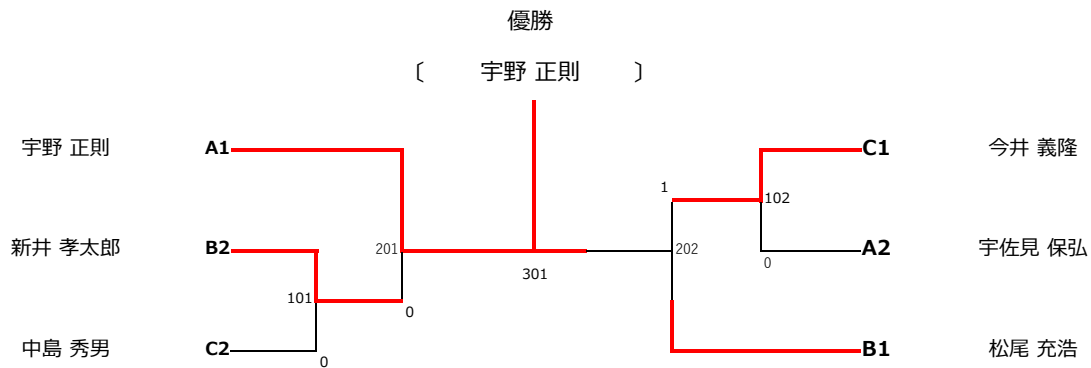 優勝
〔 宇野 正則 〕
宇野 正則 A1 C1 今井 義隆
1 102
新井 孝太郎 B2 201 202 A2 宇佐見 保弘
301 0
101 0
中島 秀男 C2 B1 松尾 充浩
0